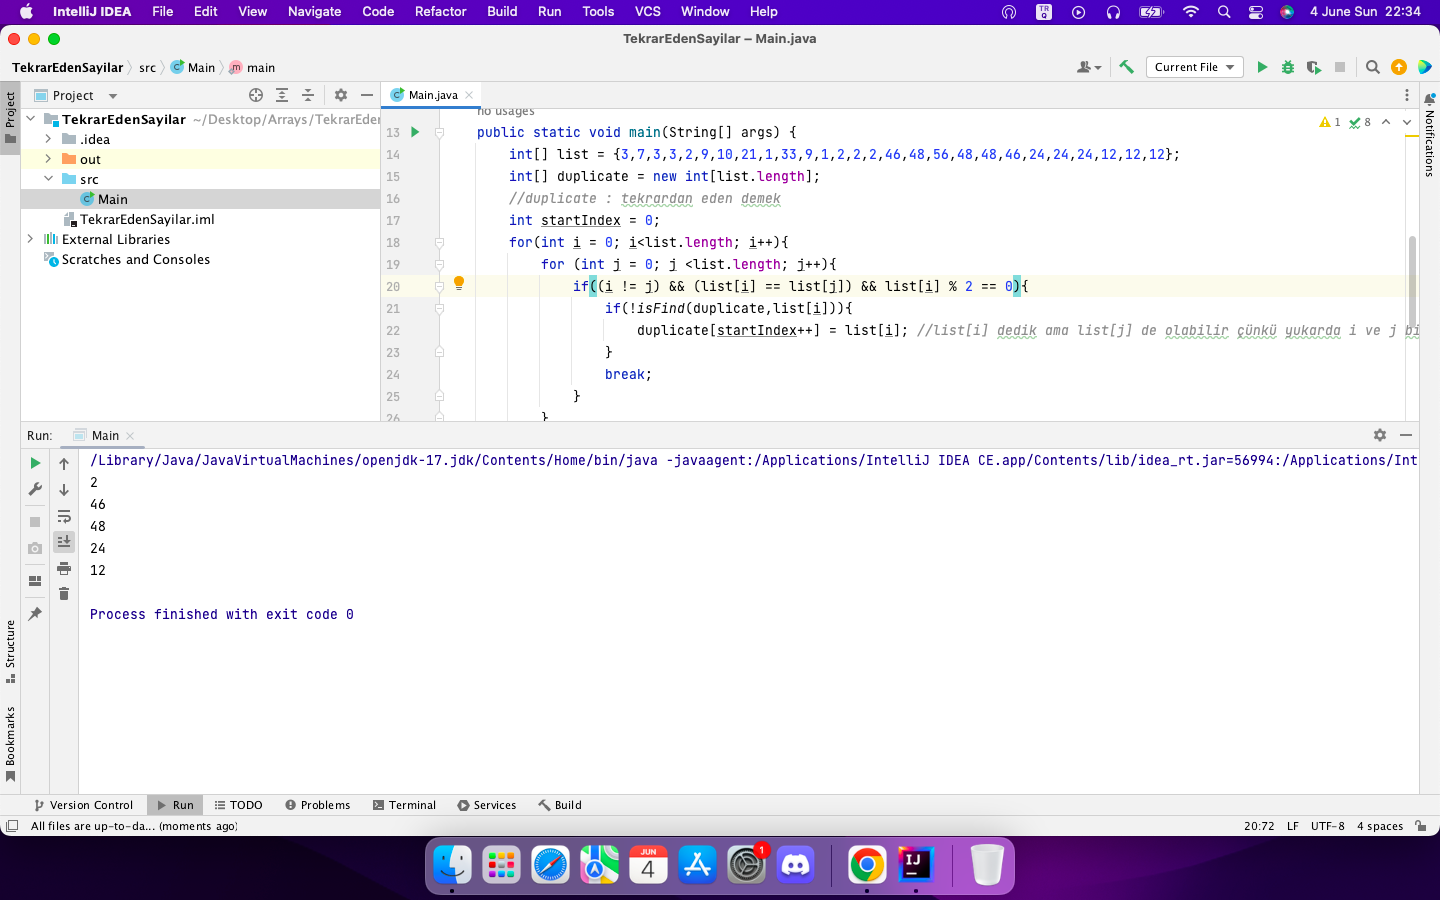 IntelliJ IDEA File Edit View Navigate Code Refactor Build Run Tools VCS Window Help TR Q 4 June Sun 22:34
TekrarEdenSayilar – Main.java
TekrarEdenSayilar src Main main Current File
Project Project Main.java
TekrarEdenSayilar ~/Desktop/Arrays/TekrarEder
.idea
out
src
Main
TekrarEdenSayilar.iml
External Libraries
Scratches and Consoles
no usages
1 8
13 public static void main(String[] args) {
14 int[] list = {3,7,3,3,2,9,10,21,1,33,9,1,2,2,2,46,48,56,48,48,46,24,24,24,12,12,12};
15 int[] duplicate = new int[list.length];
16 //duplicate : tekrardan eden demek
17 int startIndex = 0;
18 for(int i = 0; i<list.length; i++){
19 for (int j = 0; j <list.length; j++){
20 if((i != j) && (list[i] == list[j]) && list[i] % 2 == 0){
21 if(!isFind(duplicate,list[i])){
22 duplicate[startIndex++] = list[i]; //list[i] dedik ama list[j] de olabilir çünkü yukarda i ve j bi
23 }
24 break;
25 }
26 }
Notifications
Run: Main
/Library/Java/JavaVirtualMachines/openjdk-17.jdk/Contents/Home/bin/java -javaagent:/Applications/IntelliJ IDEA CE.app/Contents/lib/idea_rt.jar=56994:/Applications/Int
2
46
48
24
12
Process finished with exit code 0
Structure
Bookmarks
Version Control Run TODO Problems Terminal Services Build
All files are up-to-da... (moments ago) 20:72 LF UTF-8 4 spaces
JUN
4
1
IJ